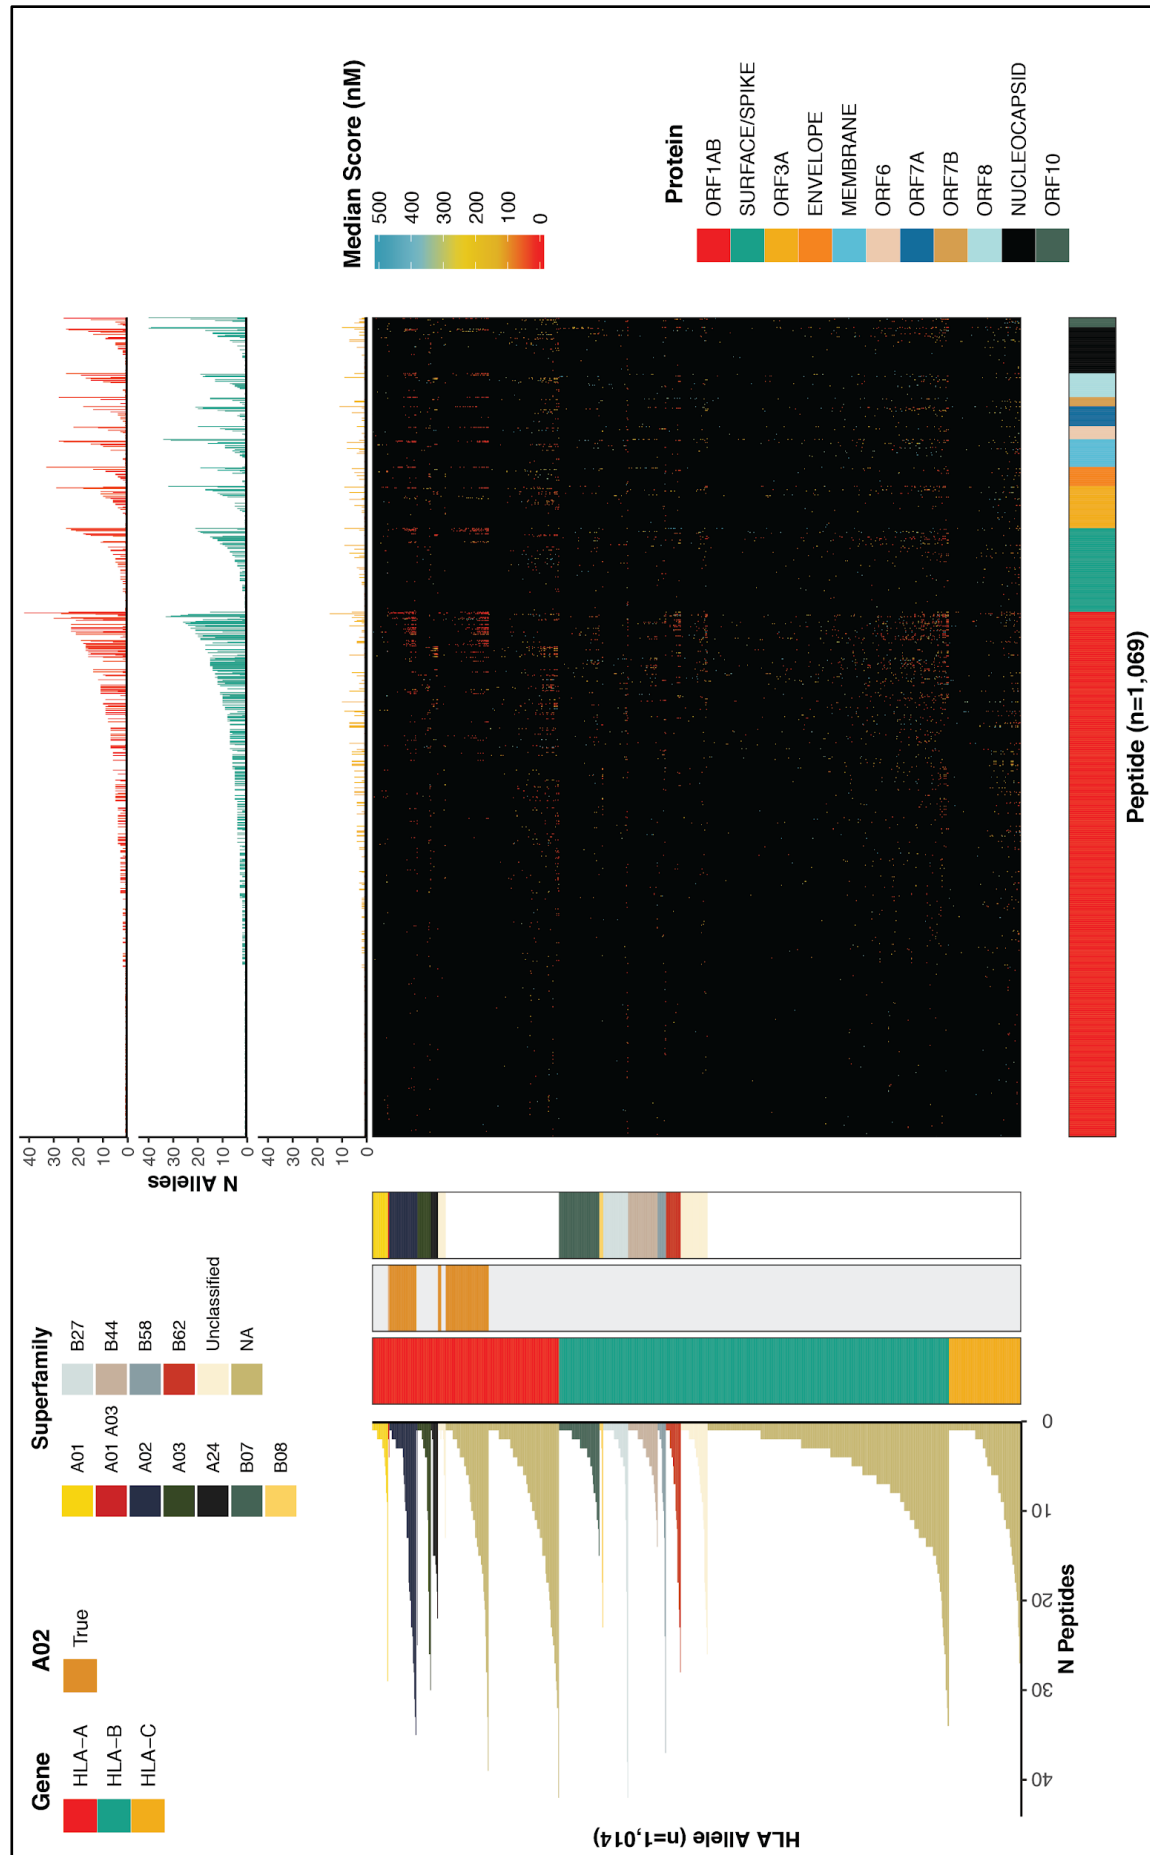 Gene
HLA-A
HLA-B
HLA-C
A02
True
Superfamily
A01
A01 A03
A02
A03
A24
B07
B08
B27
B44
B58
B62
Unclassified
NA
N Alleles
40
30
20
10
0
40
30
20
10
0
40
30
20
10
0
Median Score (nM)
500
400
300
200
100
0
Protein
ORF1AB
SURFACE/SPIKE
ORF3A
ENVELOPE
MEMBRANE
ORF6
ORF7A
ORF7B
ORF8
NUCLEOCAPSID
ORF10
HLA Allele (n=1,014)
40
30
20
10
0
N Peptides
Peptide (n=1,069)